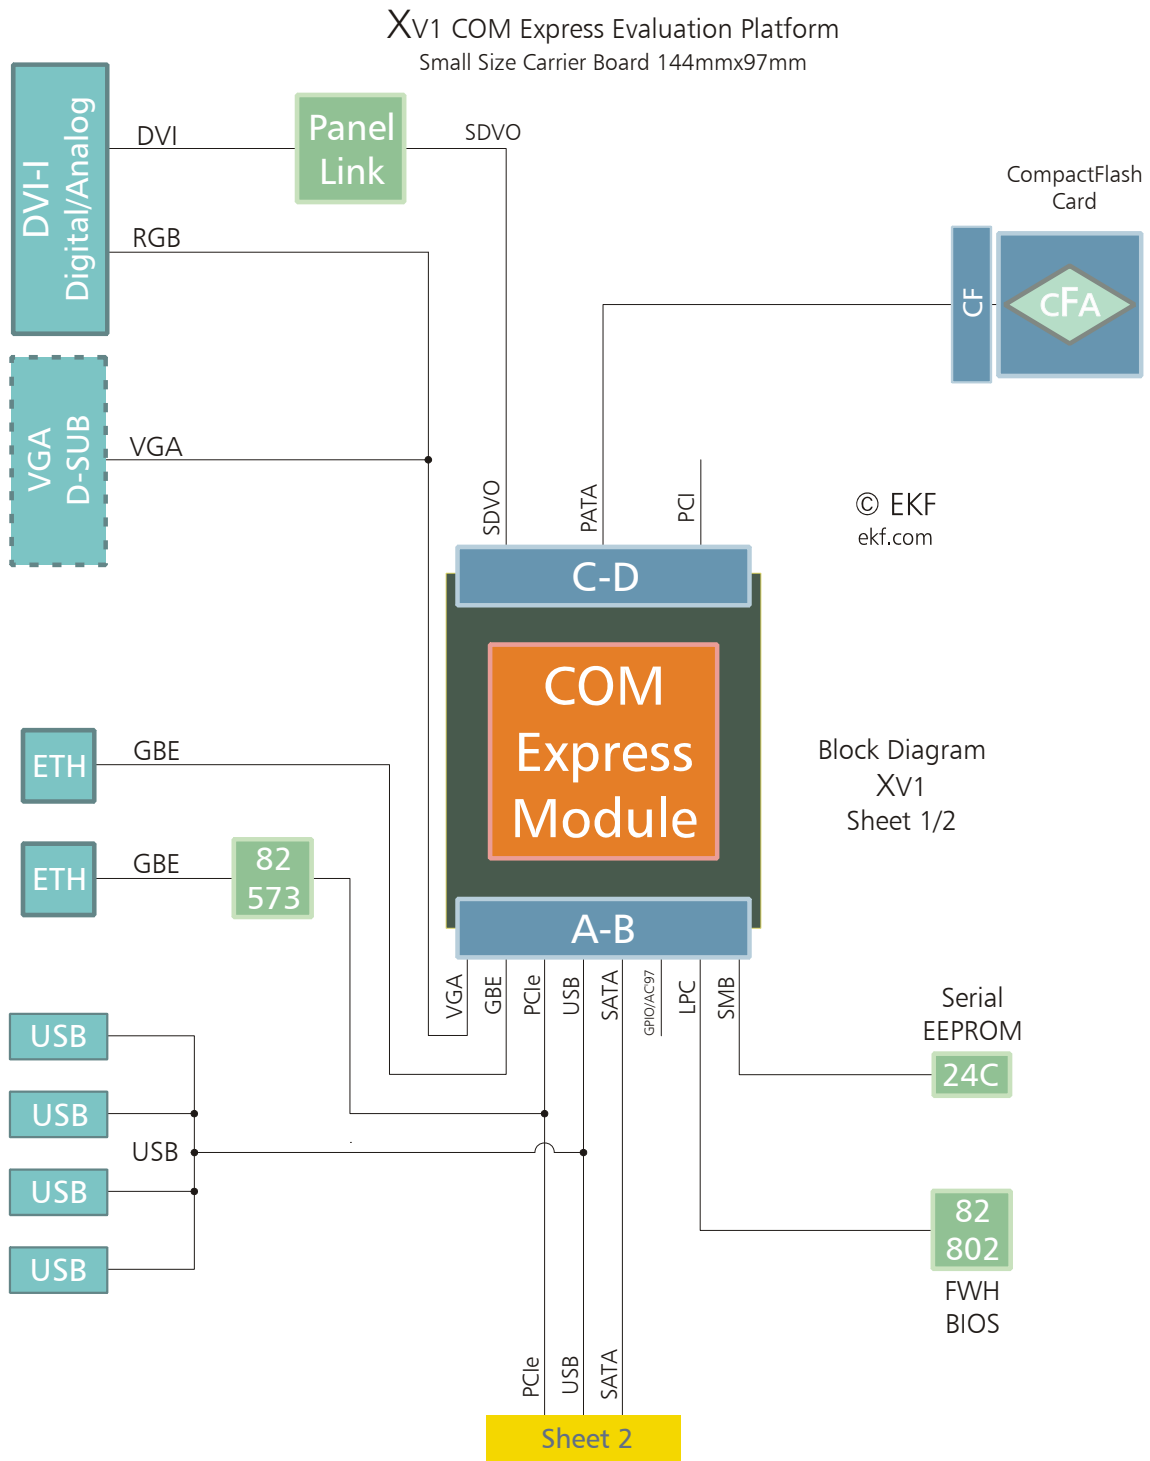 XV1 COM Express Evaluation Platform
Small Size Carrier Board 144mmx97mm
DVI-I
Digital/Analog
DVI
Panel
Link
SDVO
RGB
CompactFlash
Card
CF
CFA
VGA
D-SUB
VGA
SDVO
PATA
PCI
© EKF
ekf.com
C-D
COM
Express
Module
Block Diagram
XV1
Sheet 1/2
ETH
GBE
ETH
GBE
82
573
A-B
VGA
GBE
PCIe
USB
SATA
GPIO/AC'97
LPC
SMB
Serial
EEPROM
24C
USB
USB
USB
USB
USB
82
802
FWH
BIOS
PCIe
USB
SATA
Sheet 2